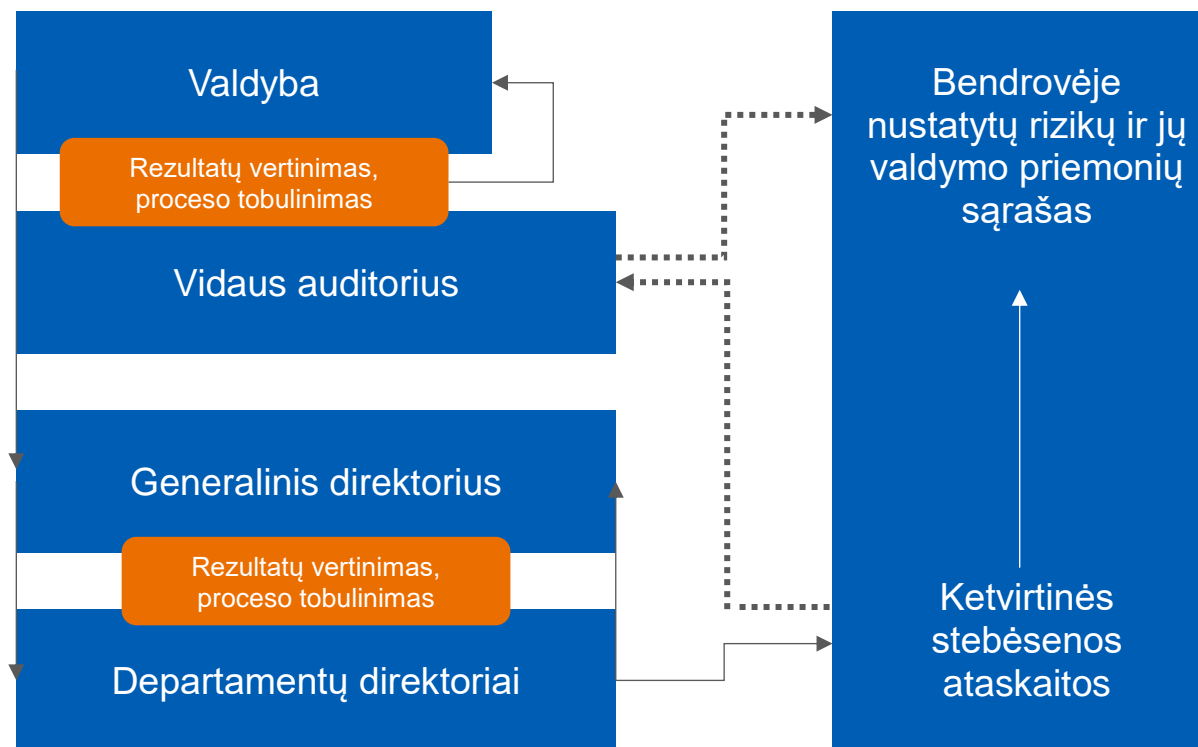 Valdyba
Rezultatų vertinimas,
proceso tobulinimas
Vidaus auditorius
Generalinis direktorius
Rezultatų vertinimas,
proceso tobulinimas
Departamentų direktoriai
Bendrovėje
nustatytų rizikų ir jų
valdymo priemonių
sąrašas
Ketvirtinės
stebėsenos
ataskaitos